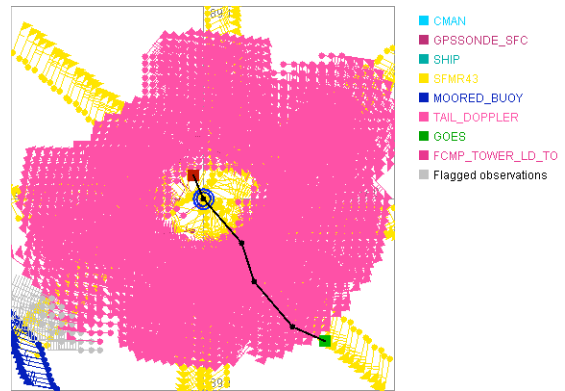 CMAN
GPSSONDE_SFC
SHIP
SFMR43
MOORED_BUOY
TAIL_DOPPLER
GOES
FCMP_TOWER_LD_TO
Flagged observations